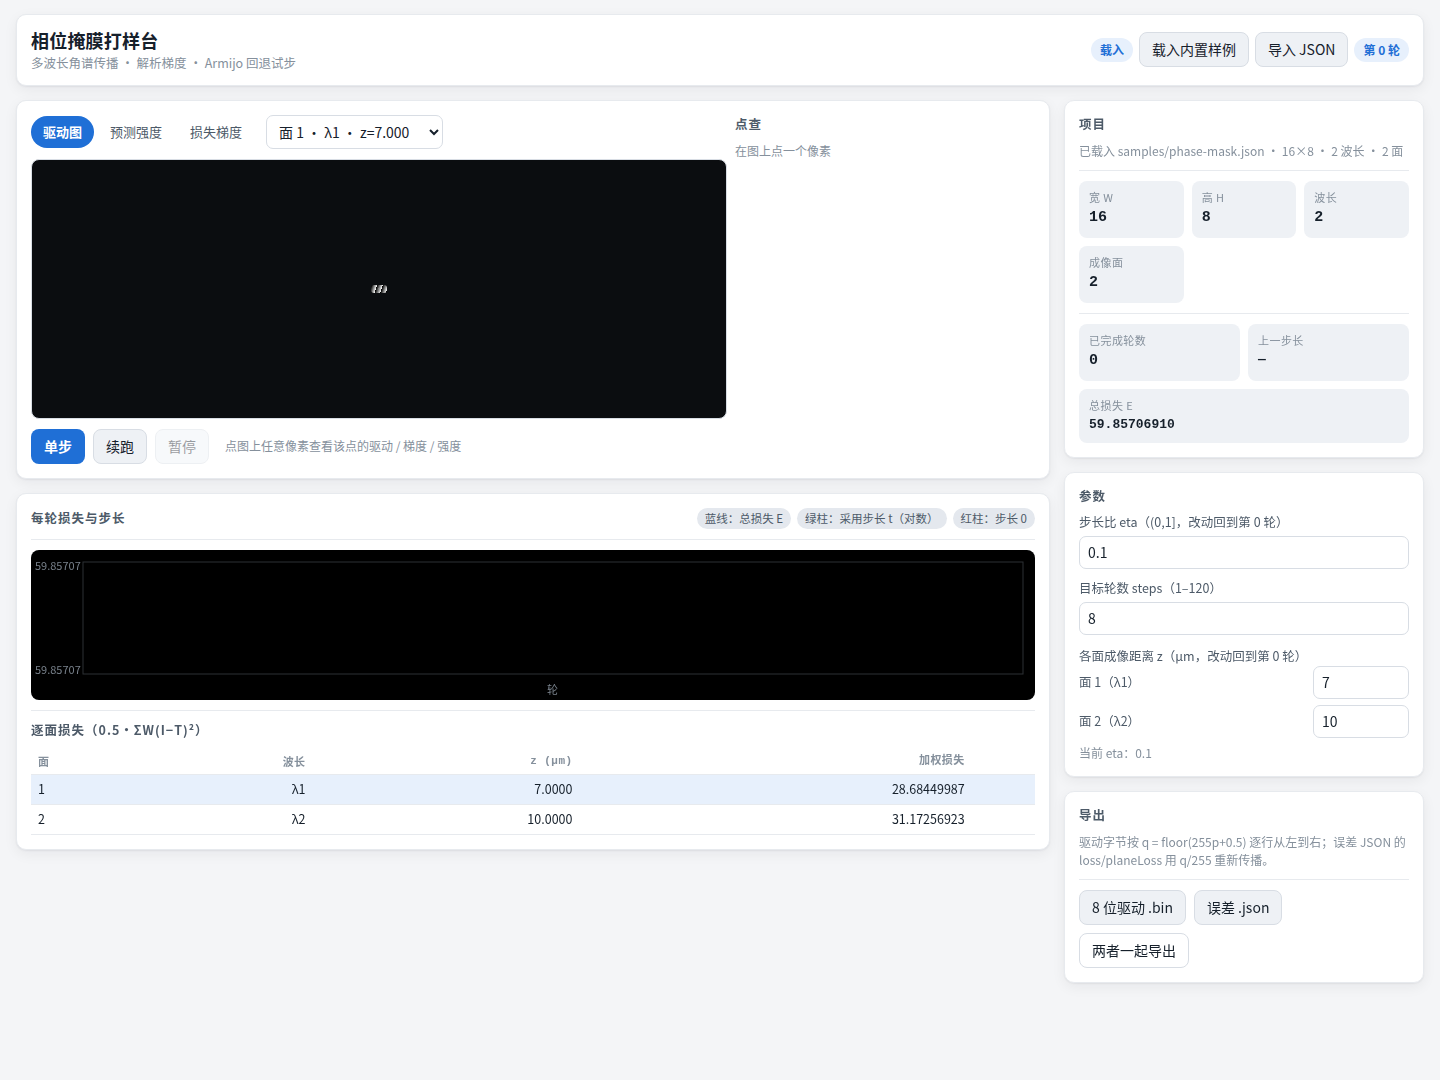 相位掩膜打样台
多波长角谱传播 · 解析梯度 · Armijo 回退试步
载入
载入内置样例
导入 JSON
第 0 轮
驱动图
预测强度
损失梯度
面 1 · λ1 · z=7.000
点查
在图上点一个像素
单步
续跑
暂停
点图上任意像素查看该点的驱动 / 梯度 / 强度
每轮损失与步长
蓝线：总损失 E
绿柱：采用步长 t（对数）
红柱：步长 0
59.85707
59.85707
轮
逐面损失（0.5·ΣW(I−T)²）
面 波长 z (μm) 加权损失
1 λ1 7.0000 28.68449987
2 λ2 10.0000 31.17256923
项目
已载入 samples/phase-mask.json · 16×8 · 2 波长 · 2 面
宽 W
16
高 H
8
波长
2
成像面
2
已完成轮数
0
上一步长
—
总损失 E
59.85706910
参数
步长比 eta（(0,1]，改动回到第 0 轮）
0.1
目标轮数 steps（1–120）
8
各面成像距离 z（μm，改动回到第 0 轮）
面 1（λ1）
7
面 2（λ2）
10
当前 eta：0.1
导出
驱动字节按 q = floor(255p+0.5) 逐行从左到右；误差 JSON 的
loss/planeLoss 用 q/255 重新传播。
8 位驱动 .bin
误差 .json
两者一起导出